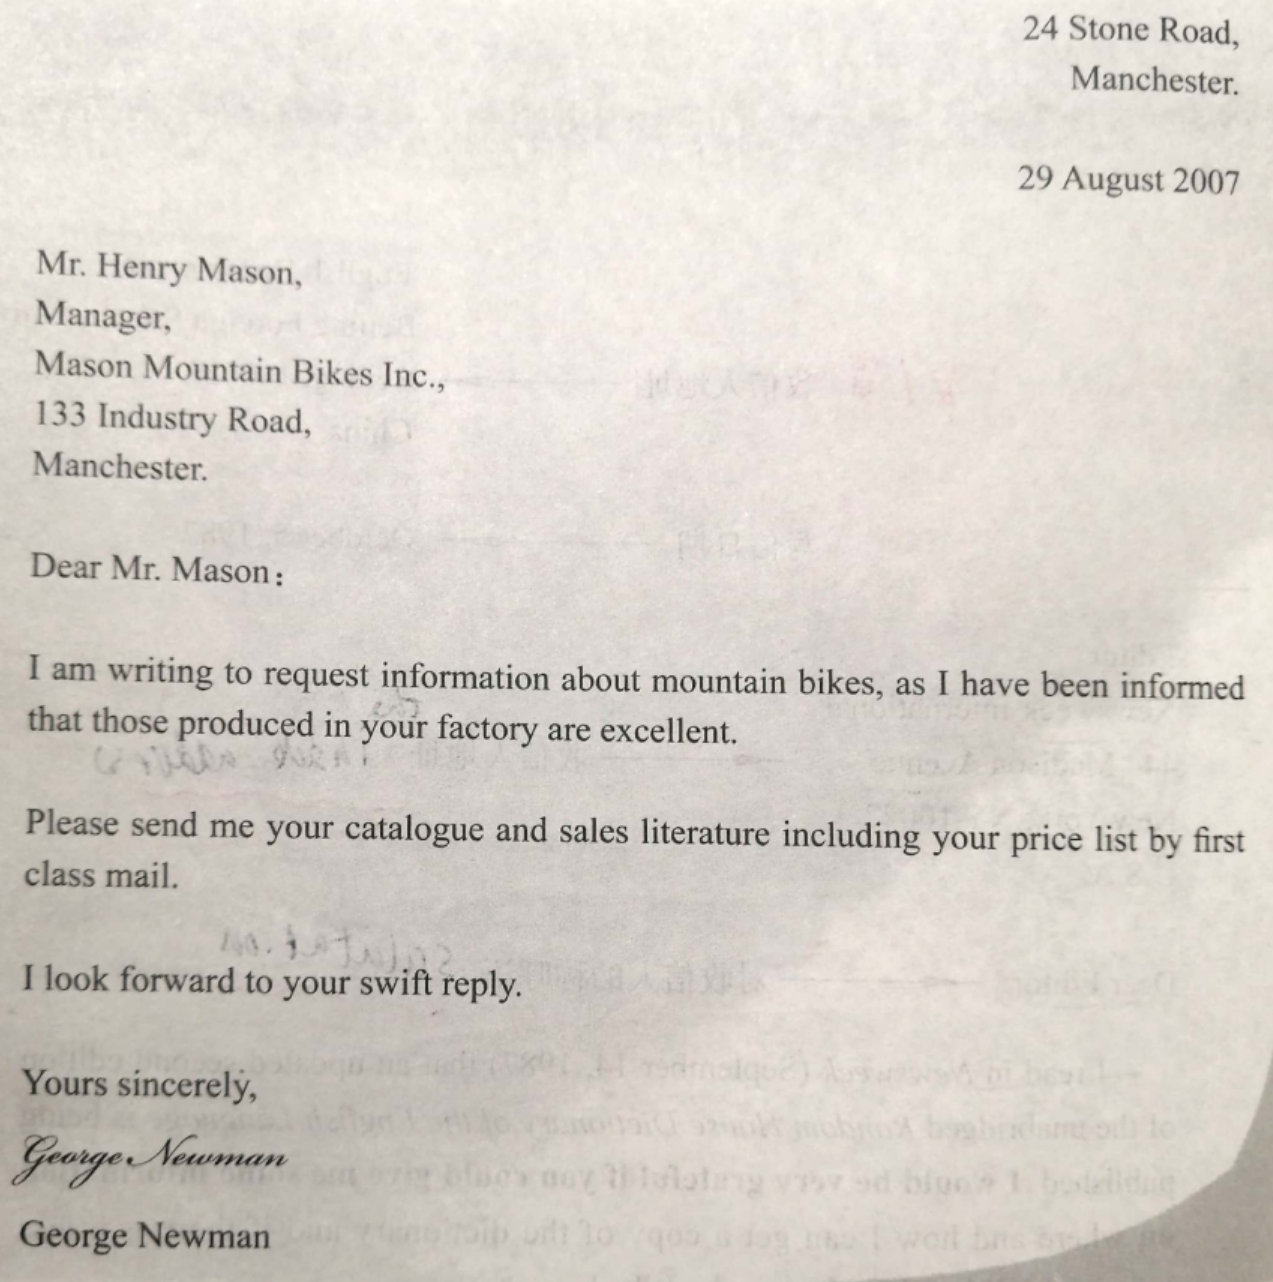 24 Stone Road,
Manchester.
29 August 2007
Mr. Henry Mason,
Manager,
Mason Mountain Bikes Inc.,
133 Industry Road,
Manchester.
Dear Mr. Mason:
I am writing to request information about mountain bikes, as I have been informed
that those produced in your factory are excellent.
Please send me your catalogue and sales literature including your price list by first
class mail.
I look forward to your swift reply.
Yours sincerely,
George Newman
George Newman